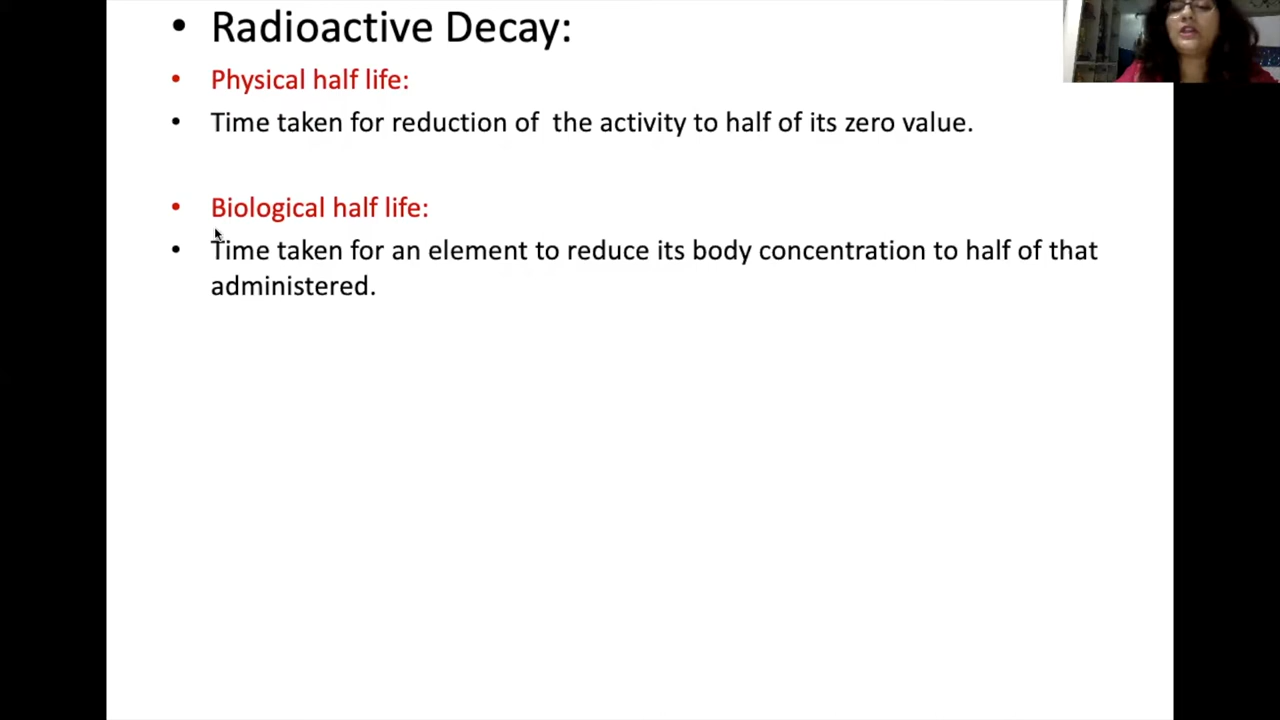 • Radioactive Decay:
• Physical half life:
• Time taken for reduction of  the activity to half of its zero value.
• Biological half life:
• Time taken for an element to reduce its body concentration to half of that
administered.